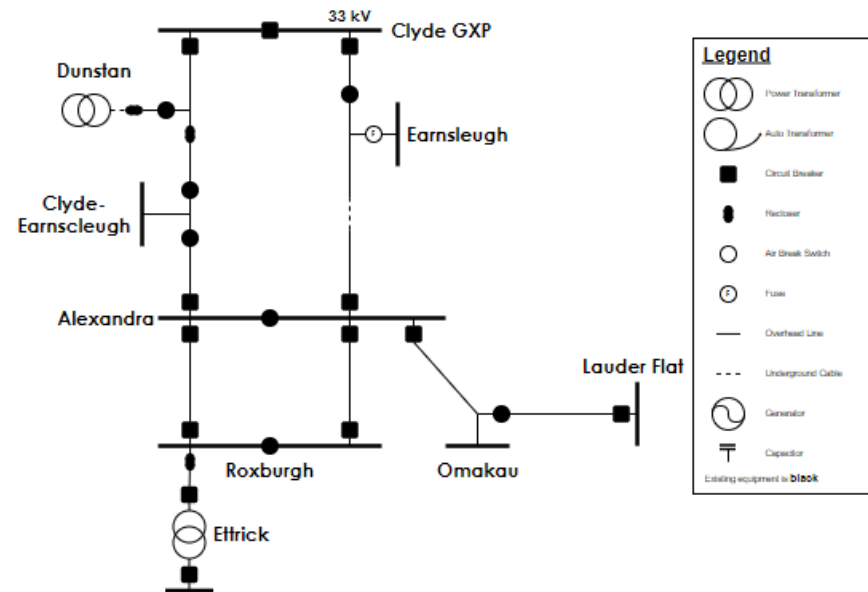 33 kV
Clyde GXP
Dunstan
Earnsleugh
F
Clyde-
Earnscleugh
Alexandra
Lauder Flat
Roxburgh
Omakau
Ettrick
Legend
Power Transformer
Auto Transformer
Circuit Breaker
Recloser
Air Break Switch
F
Fuse
Overhead Line
Underground Cable
Generator
Capacitor
Existing equipment is black